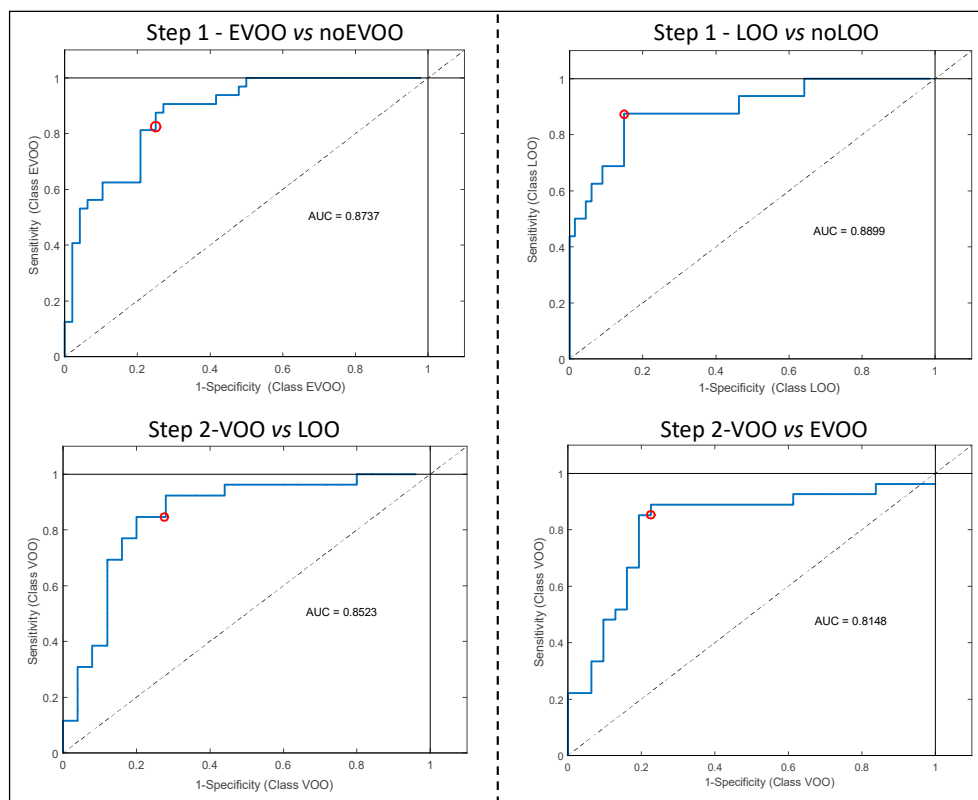 Step 1 - EVOO vs noEVOO
1
0.8
0.6
0.4
0.2
0
Sensitivity (Class EVOO)
AUC = 0.8737
0 0.2 0.4 0.6 0.8 1
1-Specificity (Class EVOO)
Step 1 - LOO vs noLOO
1
0.8
0.6
0.4
0.2
0
Sensitivity (Class LOO)
AUC = 0.8899
0 0.2 0.4 0.6 0.8 1
1-Specificity (Class LOO)
Step 2-VOO vs LOO
1
0.8
0.6
0.4
0.2
0
Sensitivity (Class VOO)
AUC = 0.8523
0 0.2 0.4 0.6 0.8 1
1-Specificity (Class VOO)
Step 2-VOO vs EVOO
1
0.8
0.6
0.4
0.2
0
Sensitivity (Class VOO)
AUC = 0.8148
0 0.2 0.4 0.6 0.8 1
1-Specificity (Class VOO)